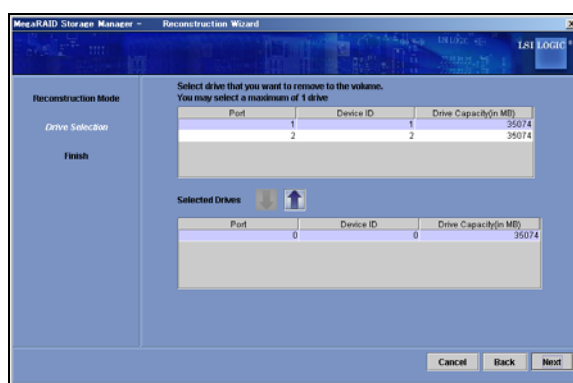 MegaRAID Storage Manager - Reconstruction Wizard
LSI LOGIC
Select drive that you want to remove to the volume.
You may select a maximum of 1 drive
Reconstruction Mode
Drive Selection
Finish
Port Device ID Drive Capacity(in MB)
1 1 35074
2 2 35074
Selected Drives
Port Device ID Drive Capacity(in MB)
0 0 35074
Cancel Back Next